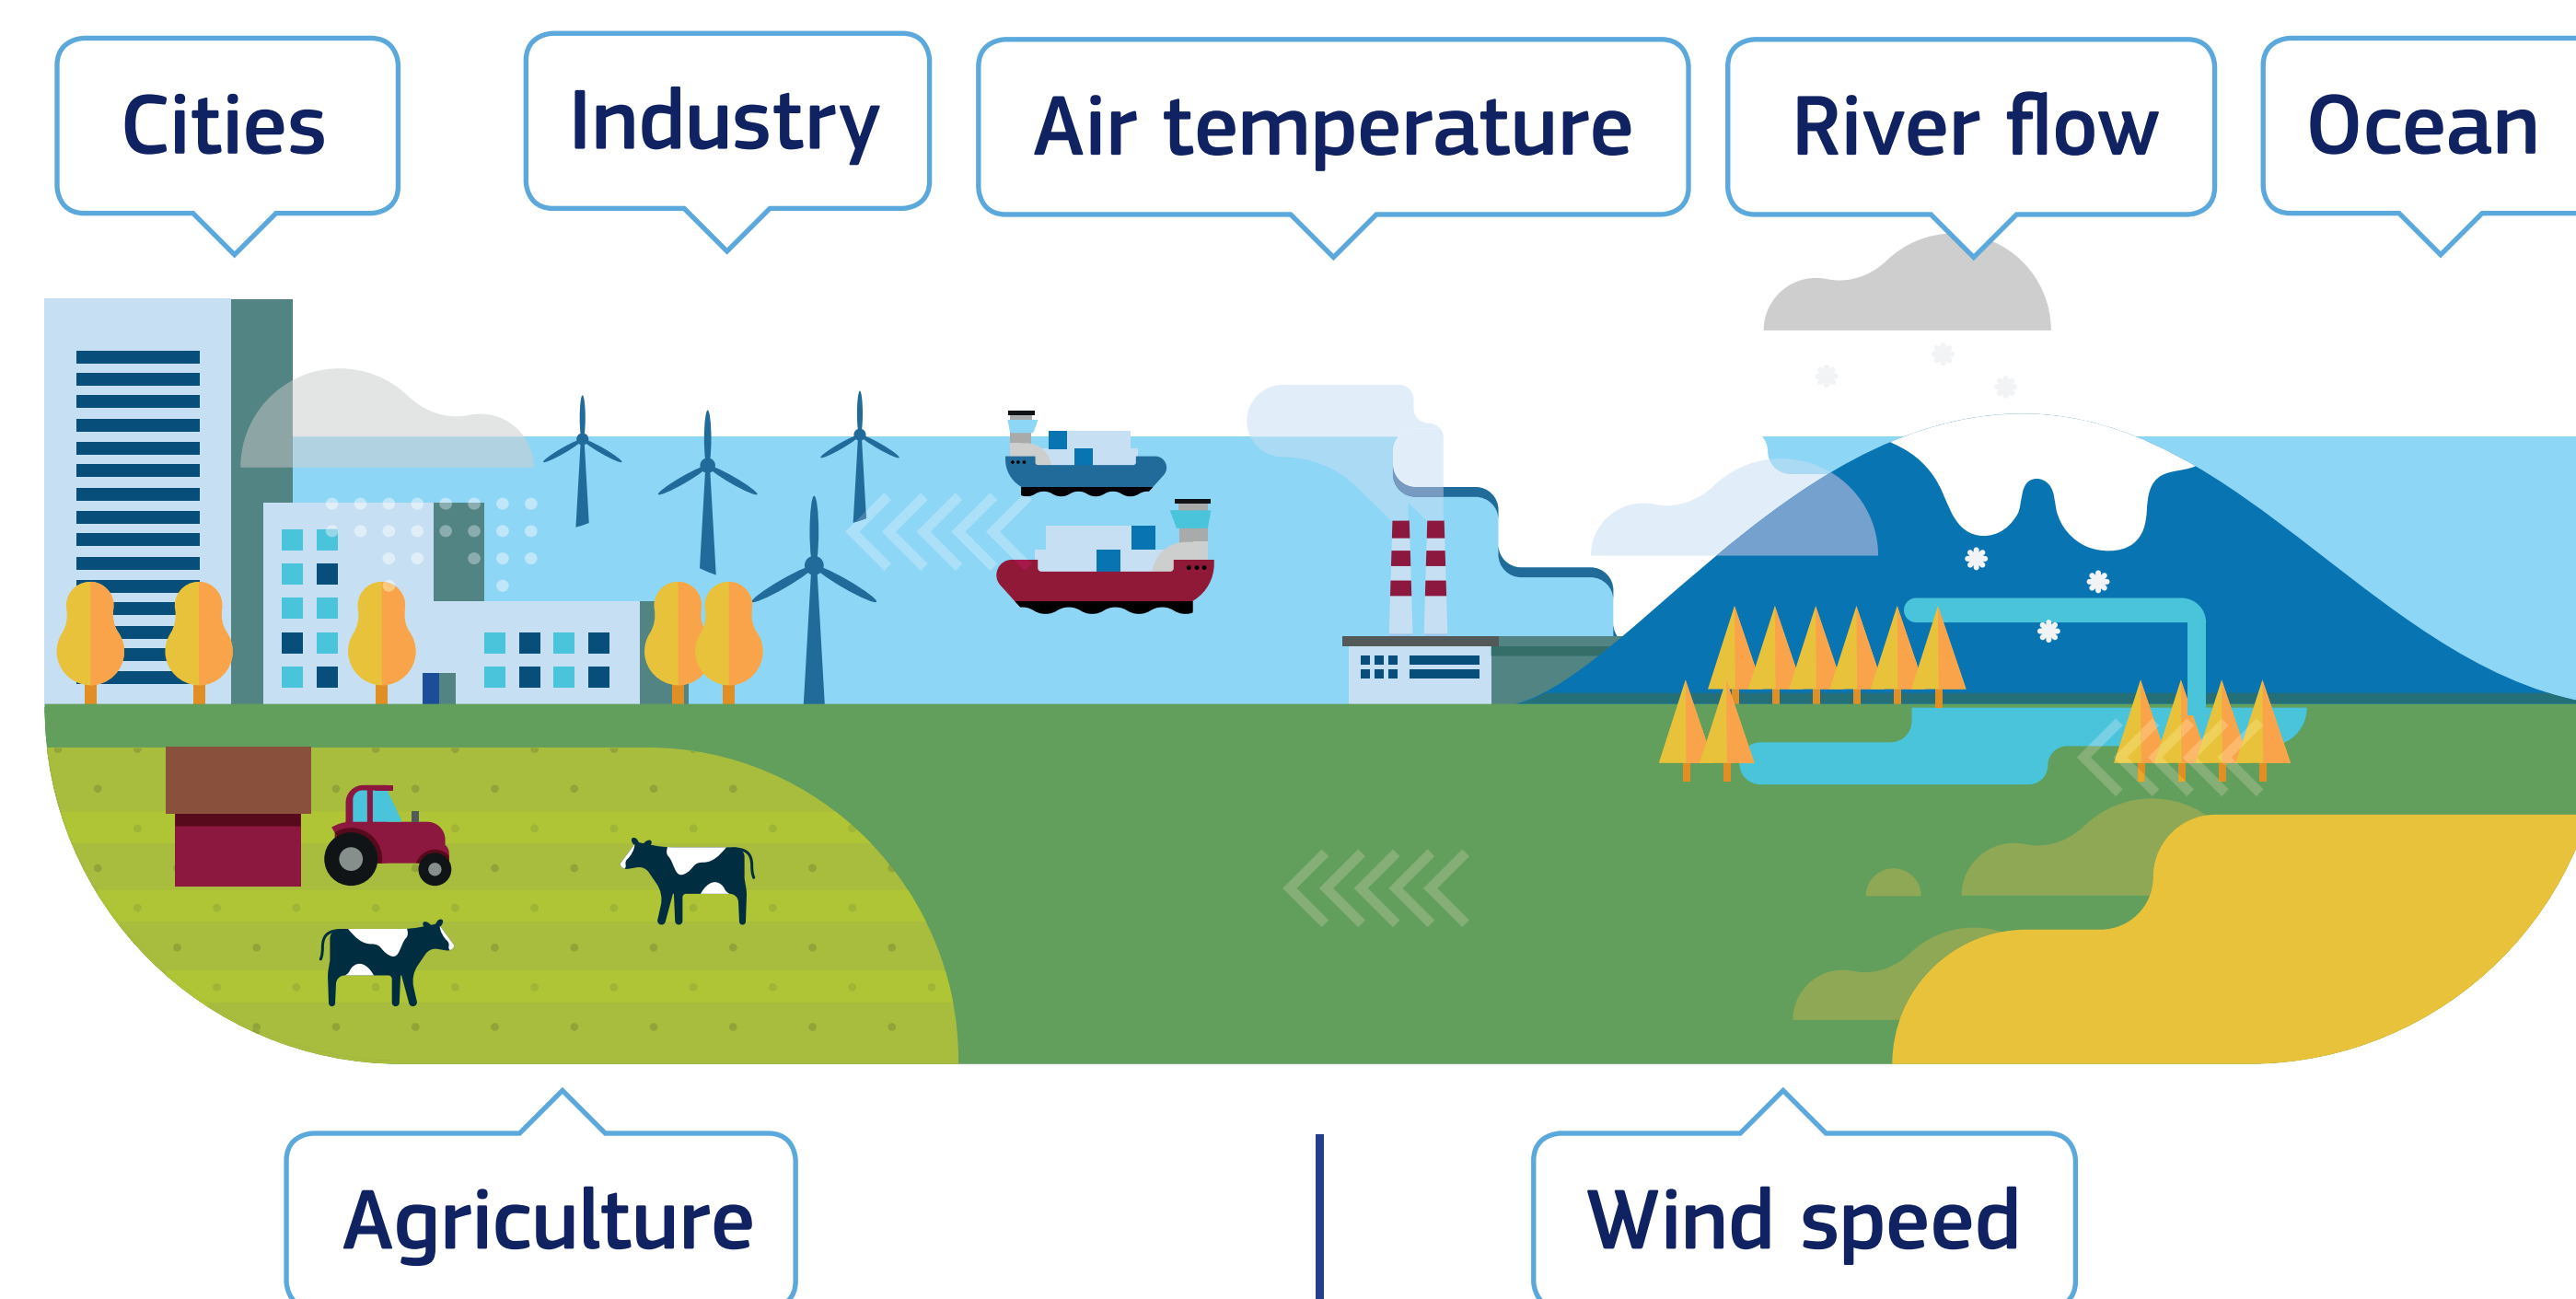 Cities
Industry
Air temperature
River flow
Ocean
Agriculture
Wind speed